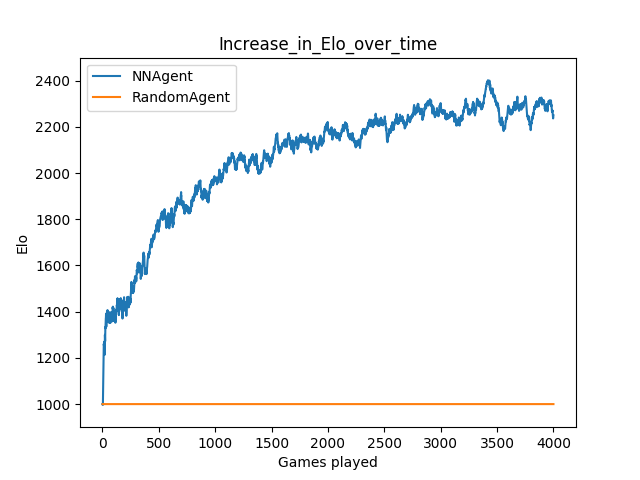 Increase_in_Elo_over_time
NNAgent
RandomAgent
Elo
2400
2200
2000
1800
1600
1400
1200
1000
0 500 1000 1500 2000 2500 3000 3500 4000
Games played